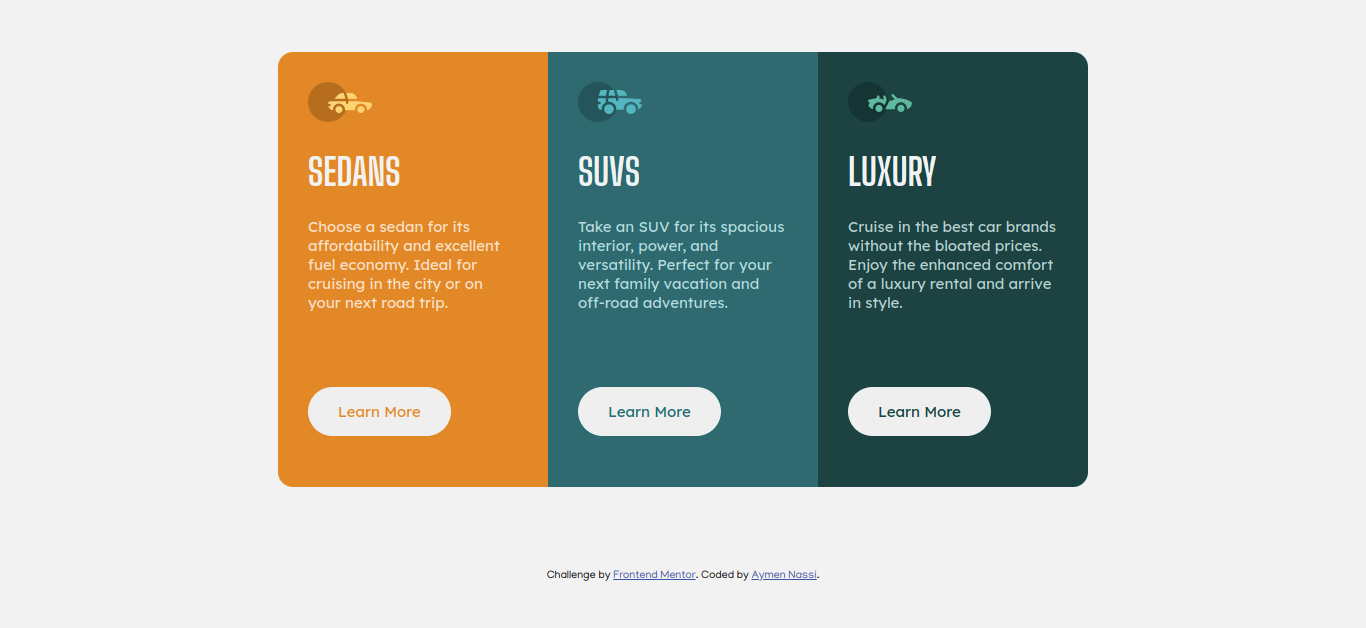 SEDANS
Choose a sedan for its
affordability and excellent
fuel economy. Ideal for
cruising in the city or on
your next road trip.
Learn More
SUVS
Take an SUV for its spacious
interior, power, and
versatility. Perfect for your
next family vacation and
off-road adventures.
Learn More
LUXURY
Cruise in the best car brands
without the bloated prices.
Enjoy the enhanced comfort
of a luxury rental and arrive
in style.
Learn More
Challenge by Frontend Mentor. Coded by Aymen Nassi.